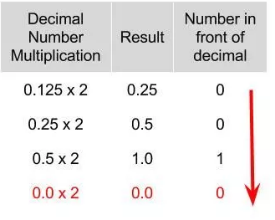 Decimal Number Multiplication Result Number in front of decimal
0.125 x 2 0.25 0
0.25 x 2 0.5 0
0.5 x 2 1.0 1
0.0 x 2 0.0 0